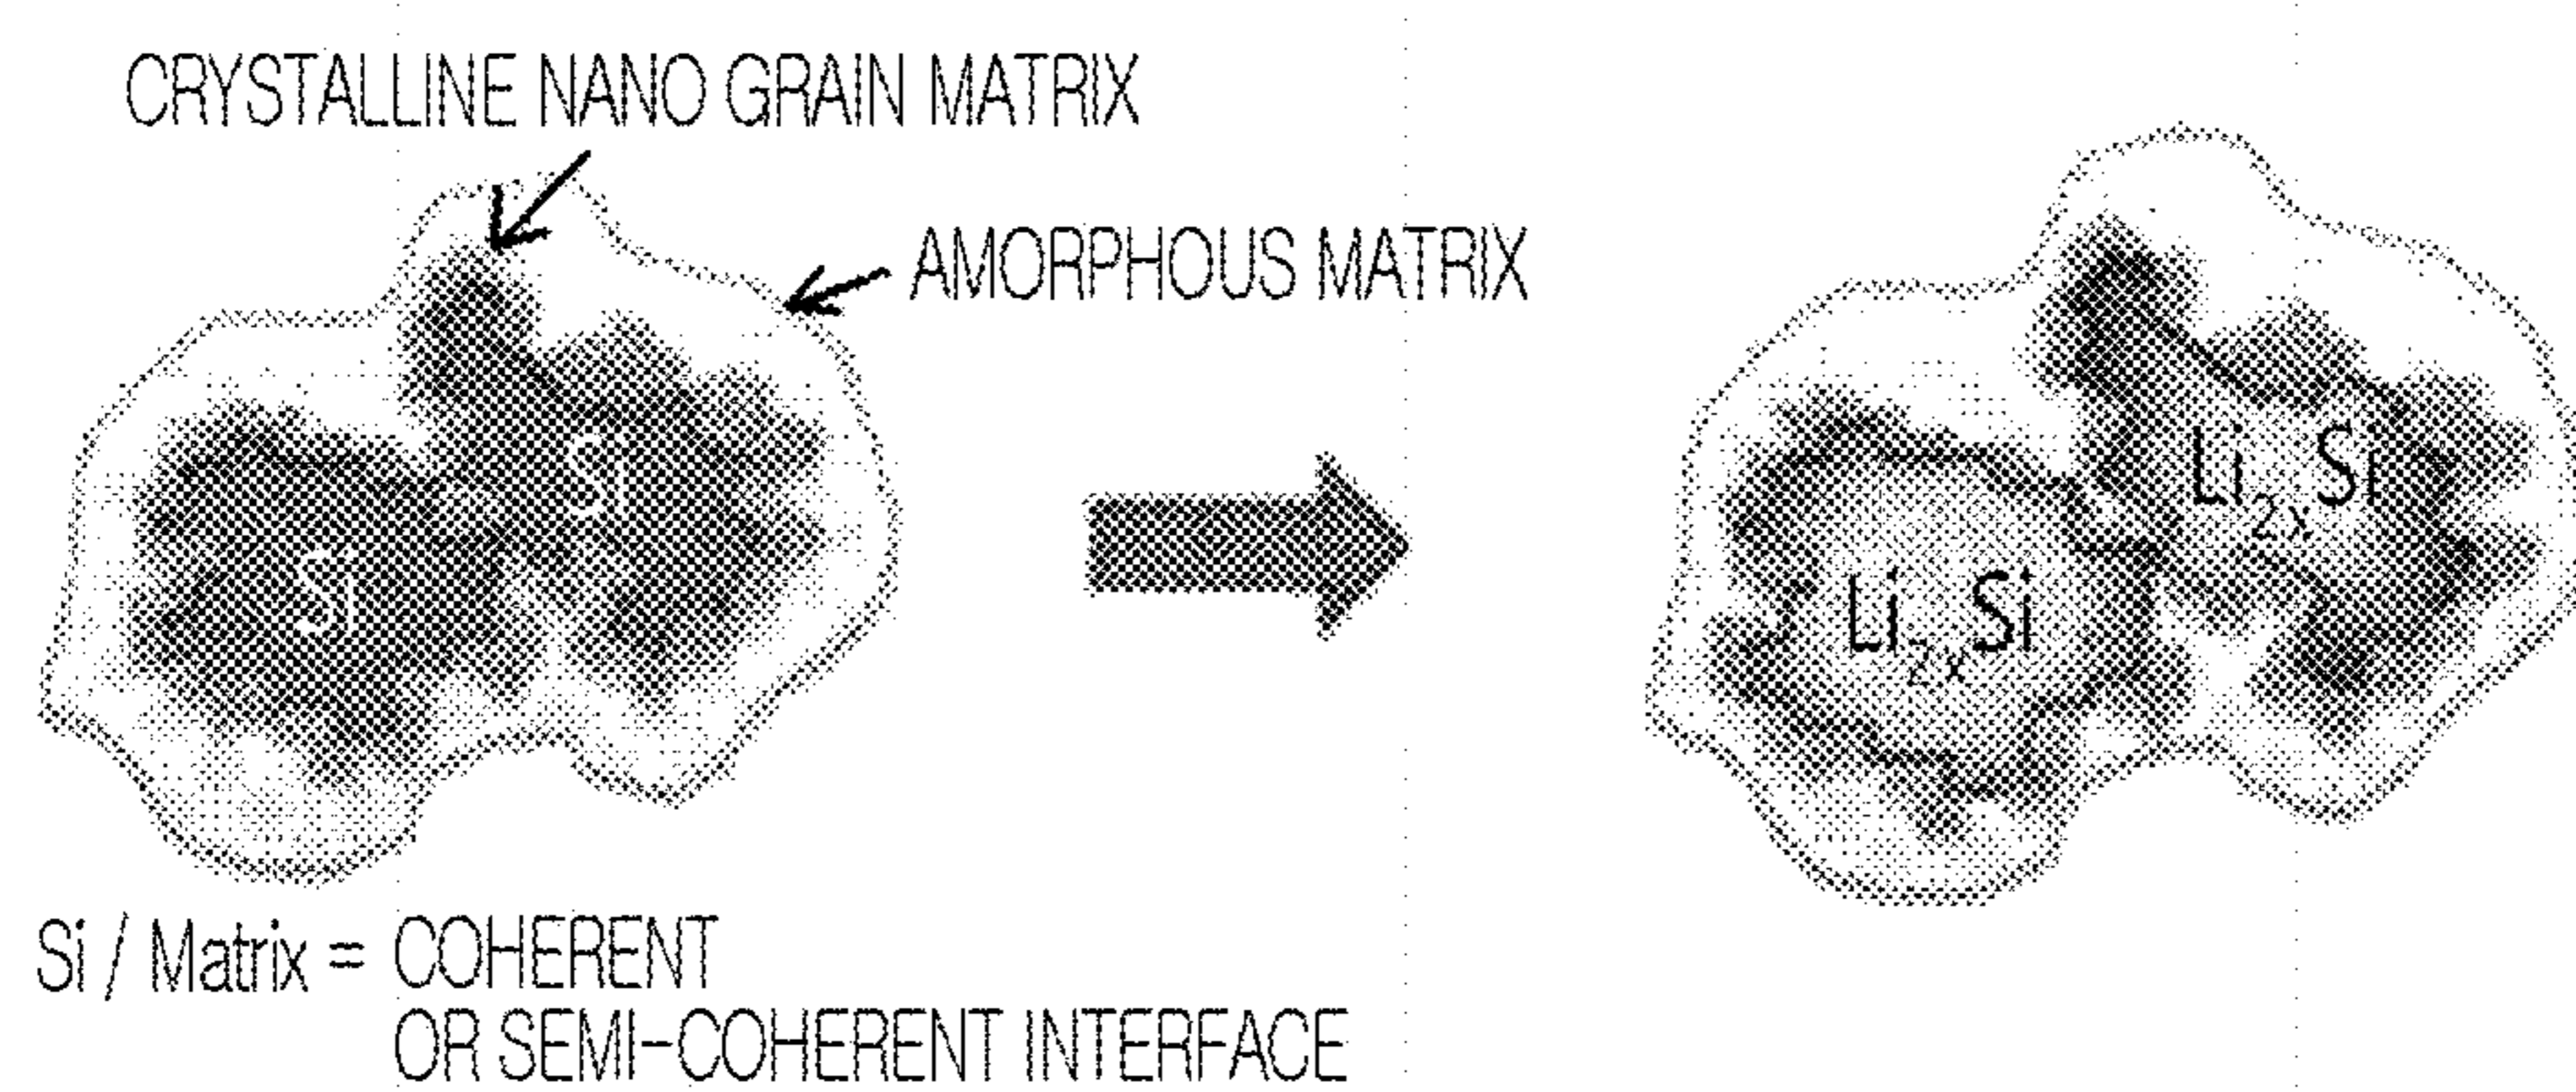 CRYSTALLINE NANO GRAIN MATRIX
AMORPHOUS MATRIX
Si
Si
Li₂ₓSi
Li₂ₓSi
Si / Matrix = COHERENT
OR SEMI-COHERENT INTERFACE